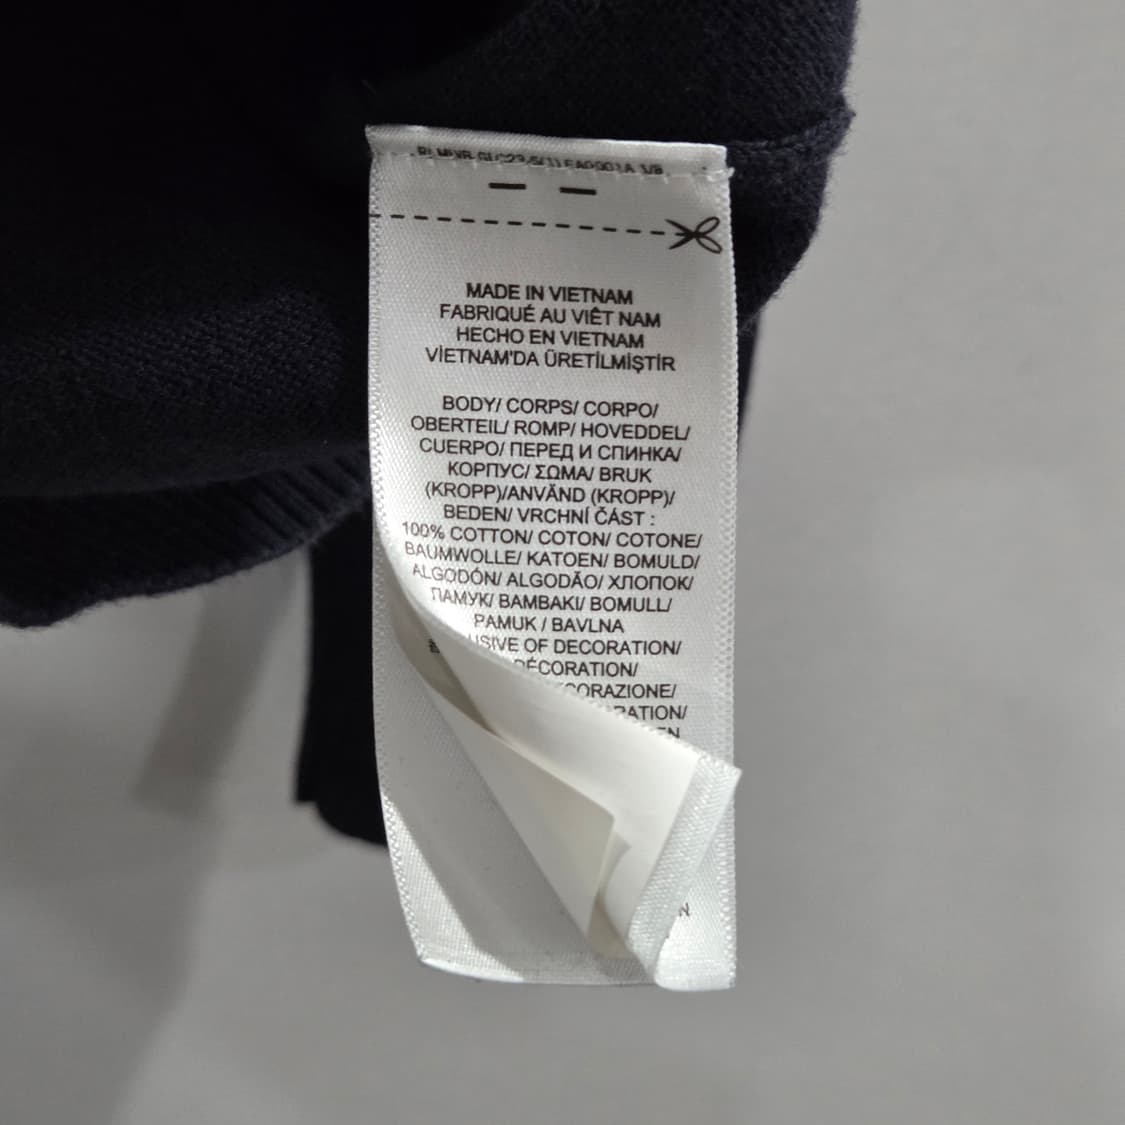 MADE IN VIETNAM
FABRIQUÉ AU VIÊT NAM
HECHO EN VIETNAM
VİETNAM'DA ÜRETİLMİŞTİR
BODY/ CORPS/ CORPO/
OBERTEIL/ ROMP/ HOVEDDEL/
CUERPO/ ПЕРЕД И СПИНКА/
КОРПУС/ ΣΩΜΑ/ BRUK
(KROPP)/ANVÄND (KROPP)/
BEDEN/ VRCHNÍ ČÁST :
100% COTTON/ COTON/ COTONE/
BAUMWOLLE/ KATOEN/ BOMULD/
ALGODÓN/ ALGODÃO/ ХЛОПОК/
ПАМУК/ BAMBAKI/ BOMULL/
PAMUK / BAVLNA
OF DECORATION/
DÉCORATION/